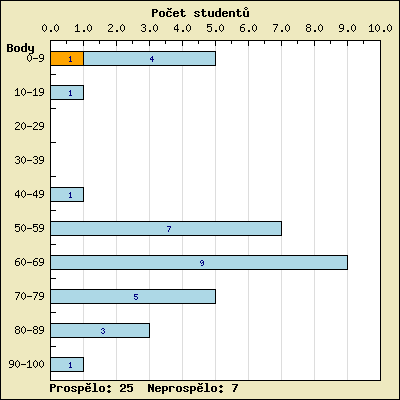 Počet studentů
0.0 1.0 2.0 3.0 4.0 5.0 6.0 7.0 8.0 9.0 10.0
Body
0-9 1 4
10-19 1
20-29
30-39
40-49 1
50-59 7
60-69 9
70-79 5
80-89 3
90-100 1
Prospělo: 25 Neprospělo: 7